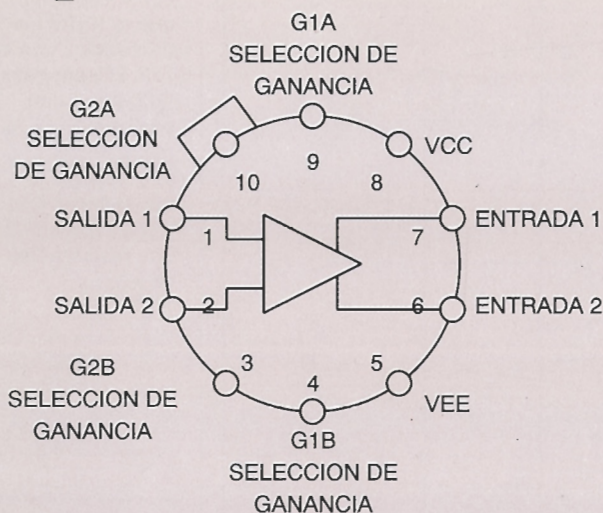 G1A
SELECCION DE
GANANCIA
G2A
SELECCION
DE GANANCIA
VCC
10
9
8
SALIDA 1
1
7
ENTRADA 1
SALIDA 2
2
6
ENTRADA 2
G2B
SELECCION DE
GANANCIA
3
4
5
VEE
G1B
SELECCION DE
GANANCIA